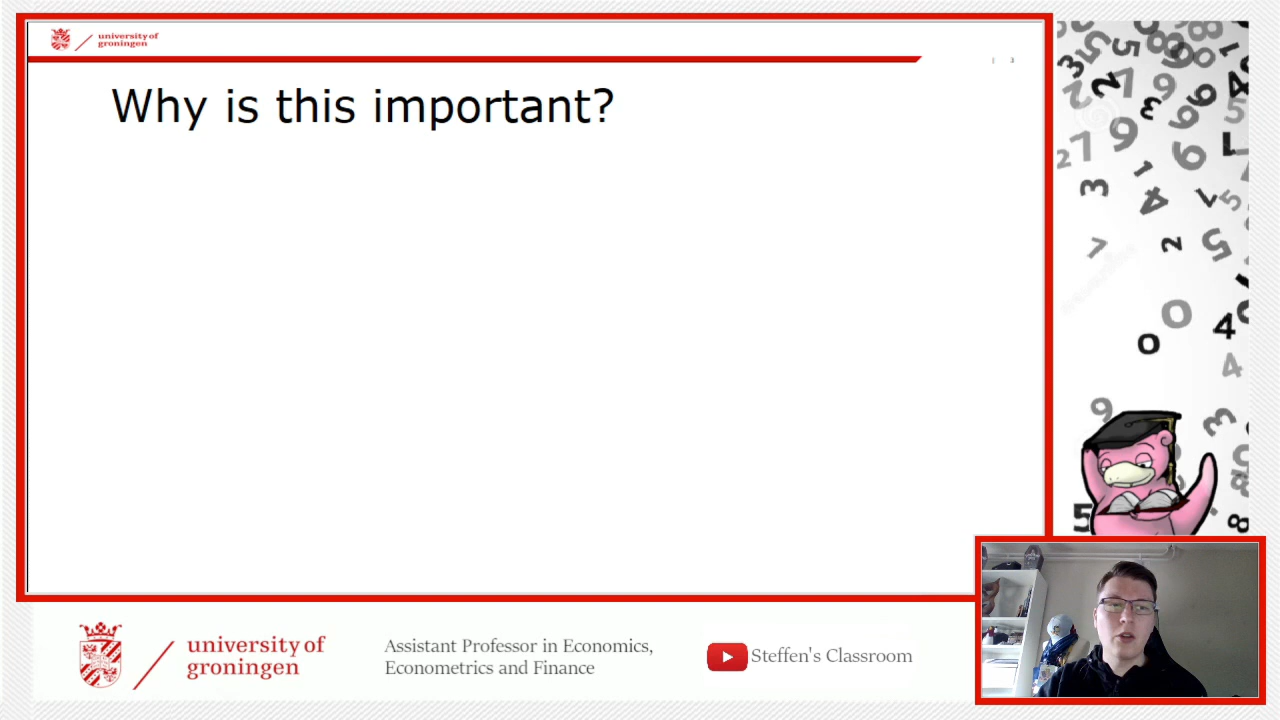 university of
groningen
Why is this important?
university of
groningen
Assistant Professor in Economics,
Econometrics and Finance
Steffen's Classroom